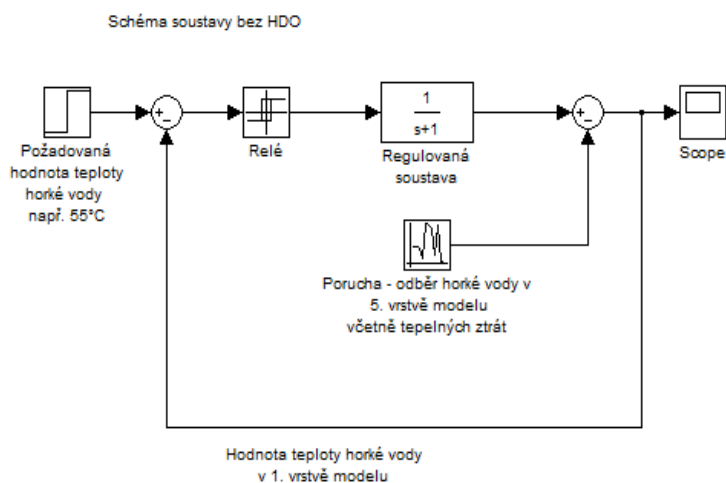 Schéma soustavy bez HDO
Požadovaná
hodnota teploty
horké vody
např. 55°C
+
−
Relé
1
s+1
Regulovaná
soustava
+
−
Scope
Porucha - odběr horké vody v
5. vrstvě modelu
včetně tepelných ztrát
Hodnota teploty horké vody
v 1. vrstvě modelu